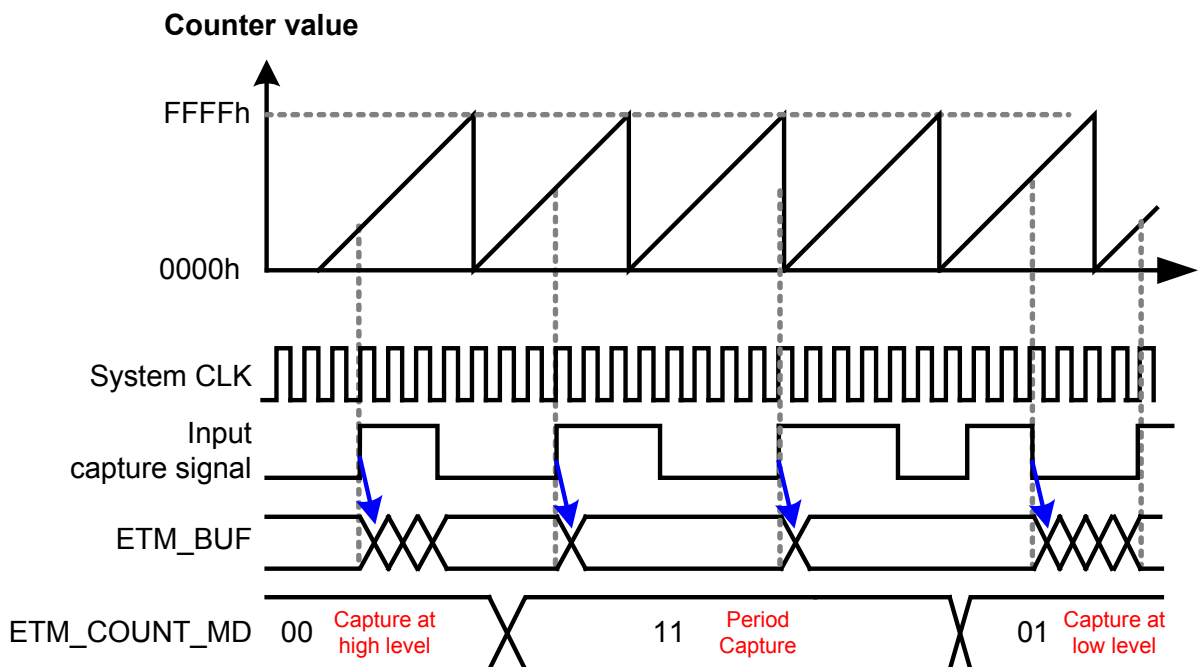 Counter value
FFFFh
0000h
System CLK
Input
capture signal
ETM_BUF
ETM_COUNT_MD
00
Capture at
high level
11
Period
Capture
01
Capture at
low level